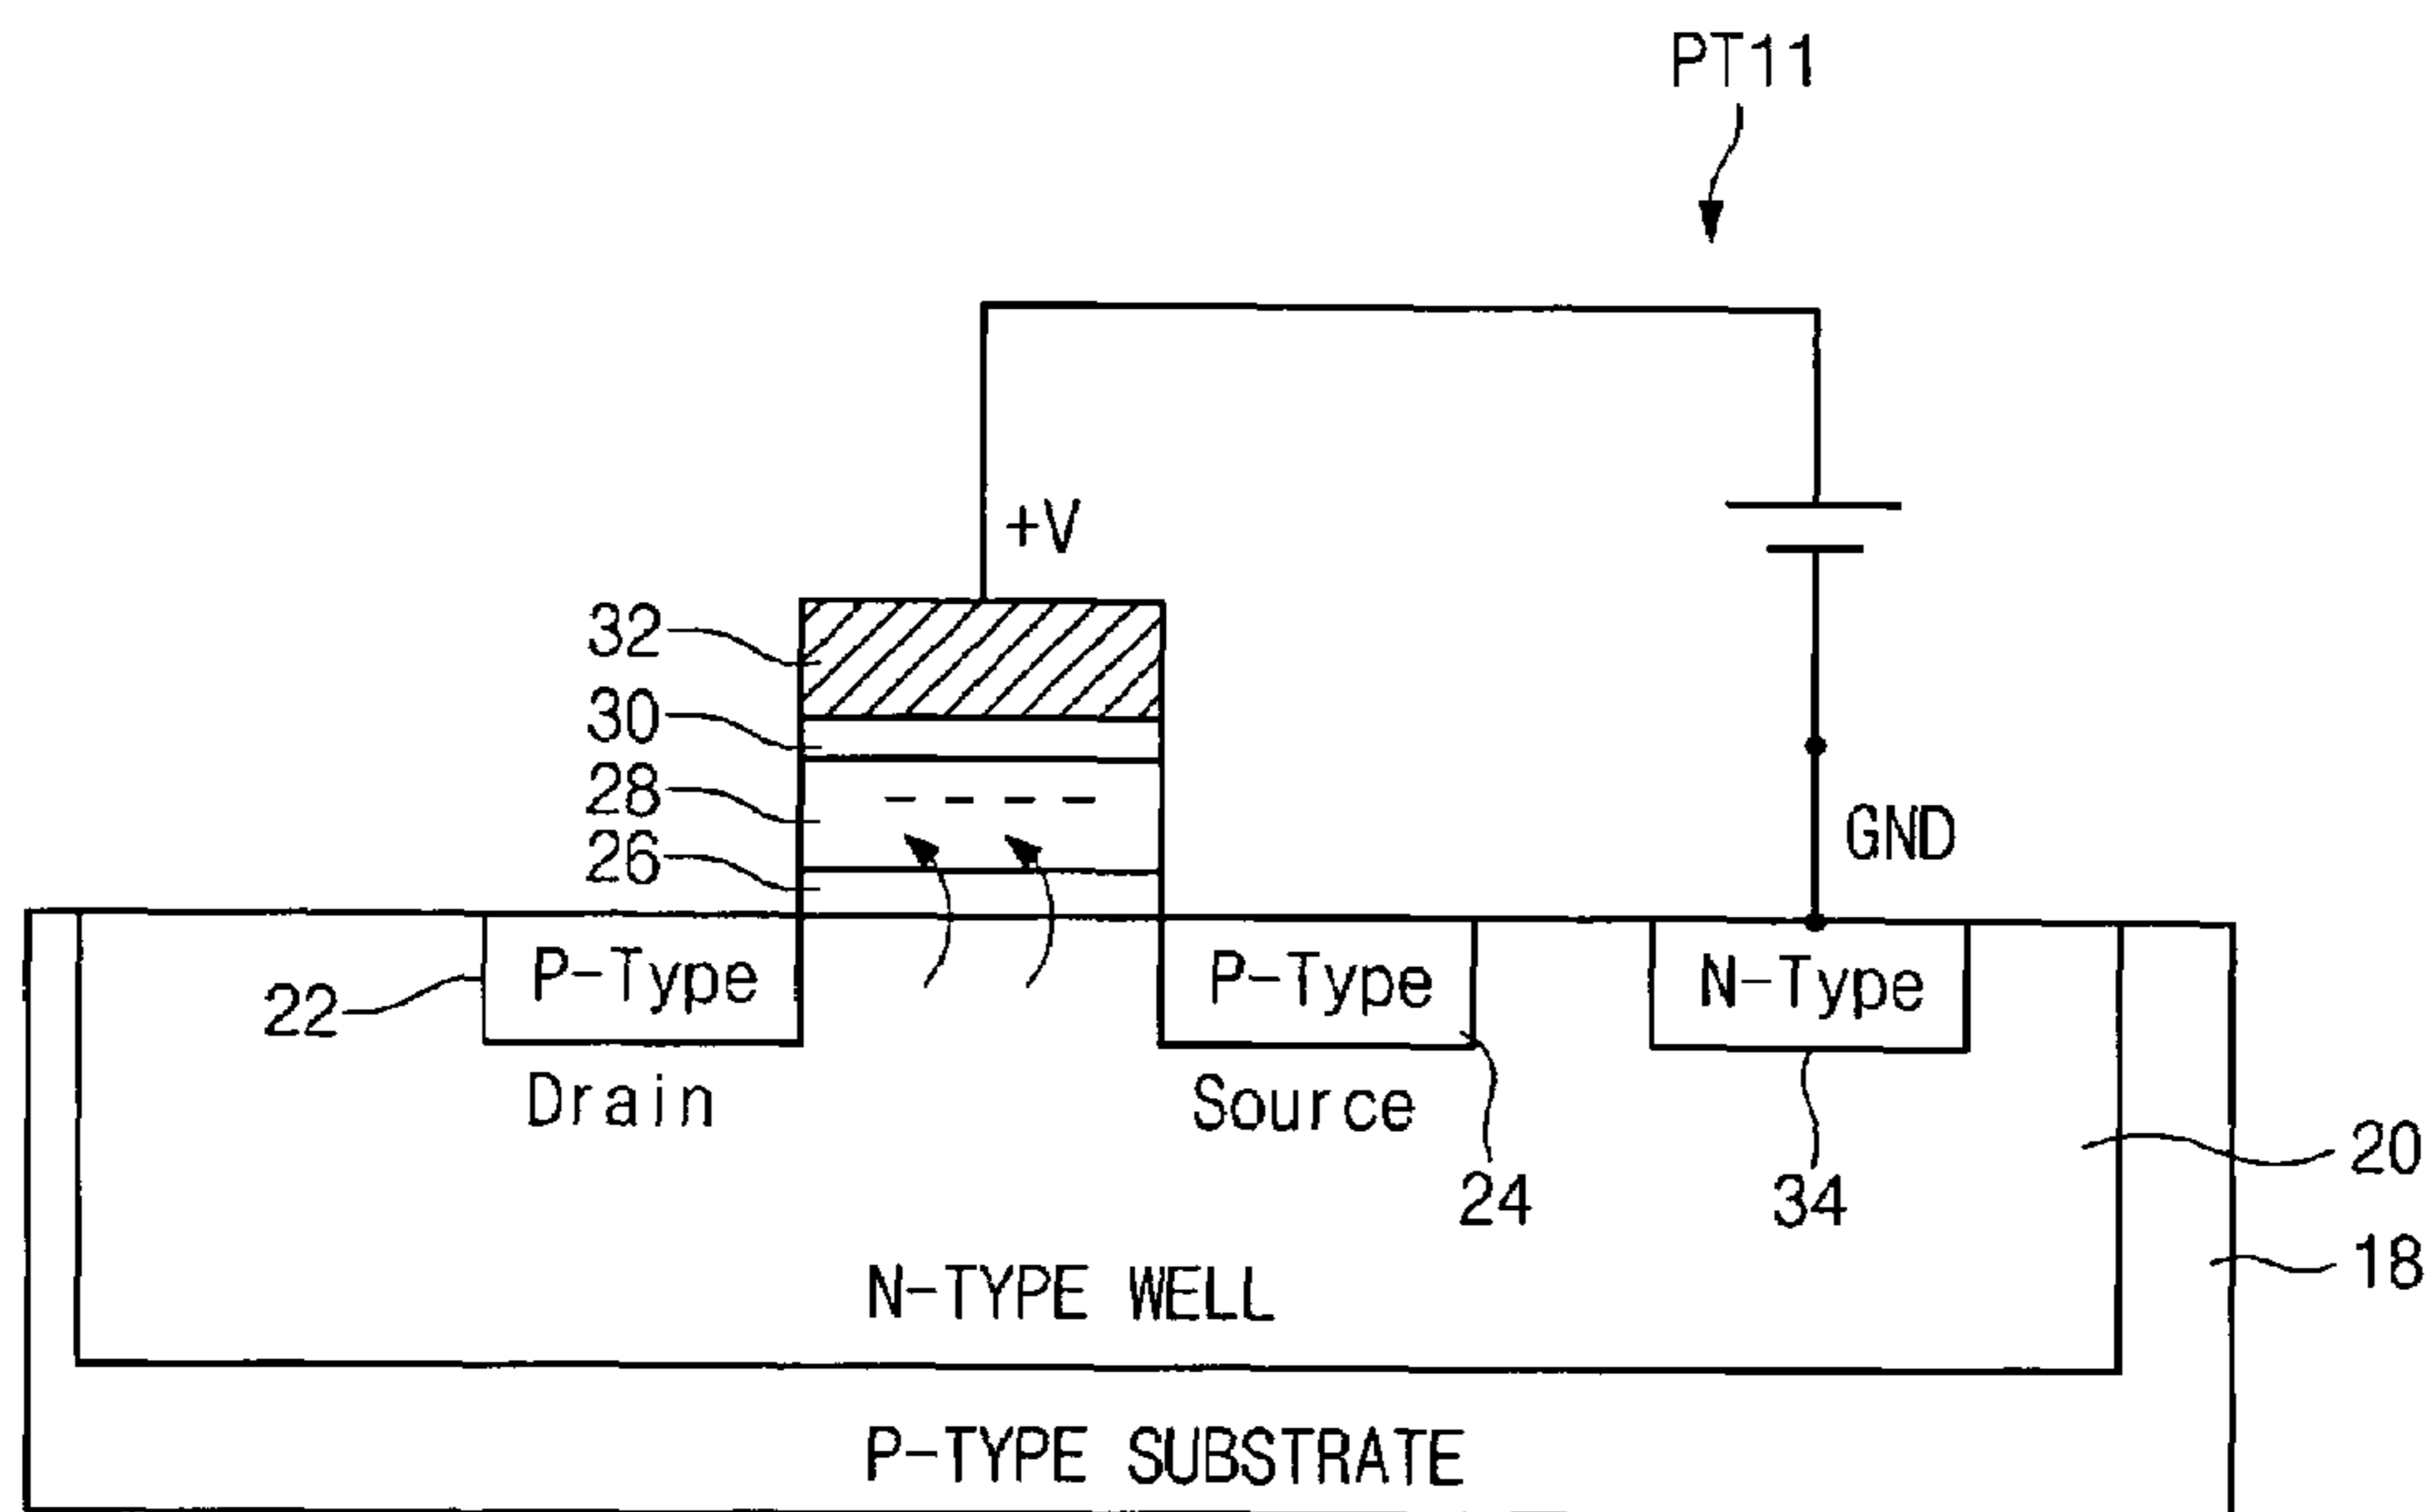 PT11
+V
32
30
28
26
GND
22
P-Type
P-Type
N-Type
Drain
Source
24
34
20
18
N-TYPE WELL
P-TYPE SUBSTRATE